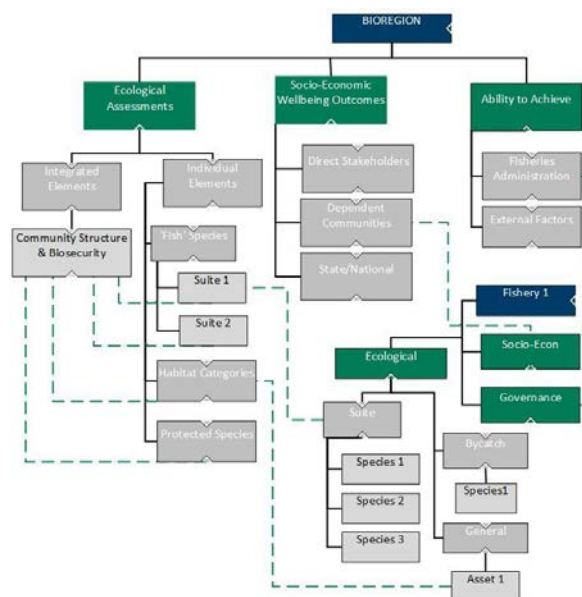 BIOREGION
Ecological
Assessments
Socio-Economic
Wellbeing Outcomes
Ability to Achieve
Integrated
Elements
Individual
Elements
Direct Stakeholders
Fisheries
Administration
Community Structure
& Biosecurity
'Fish' Species
Dependent
Communities
External Factors
Suite 1
State/National
Fishery 1
Suite 2
Socio-Econ
Ecological
Habitat Categories
Governance
Suite
Protected Species
Bycatch
Species 1
Species1
Species 2
General
Species 3
Asset 1